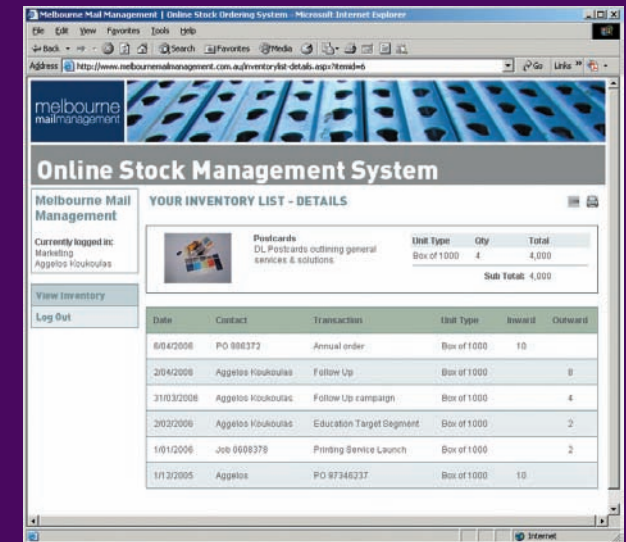 Melbourne Mail Management | Online Stock Ordering System - Microsoft Internet Explorer
File Edit View Favorites Tools Help
Back Search Favorites Media
Address http://www.melbournemailmanagement.com.au/inventorylist-details.aspx?itemid=6 Go Links »
melbourne
mailmanagement
Online Stock Management System
Melbourne Mail
Management
Currently logged in:
Marketing
Aggelos Koukoulas
View Inventory
Log Out
YOUR INVENTORY LIST - DETAILS
Postcards
DL Postcards outlining general
services & solutions
Unit Type Qty Total
Box of 1000 4 4,000
Sub Total: 4,000
Date Contact Transaction Unit Type Inward Outward
6/04/2006 PO 986372 Annual order Box of 1000 10
2/04/2006 Aggelos Koukoulas Follow Up Box of 1000 8
31/03/2006 Aggelos Koukoulas Follow Up campaign Box of 1000 4
2/02/2006 Aggelos Koukoulas Education Target Segment Box of 1000 2
1/01/2006 Job 0608378 Printing Service Launch Box of 1000 2
1/12/2005 Aggelos PO 97346237 Box of 1000 10
Internet